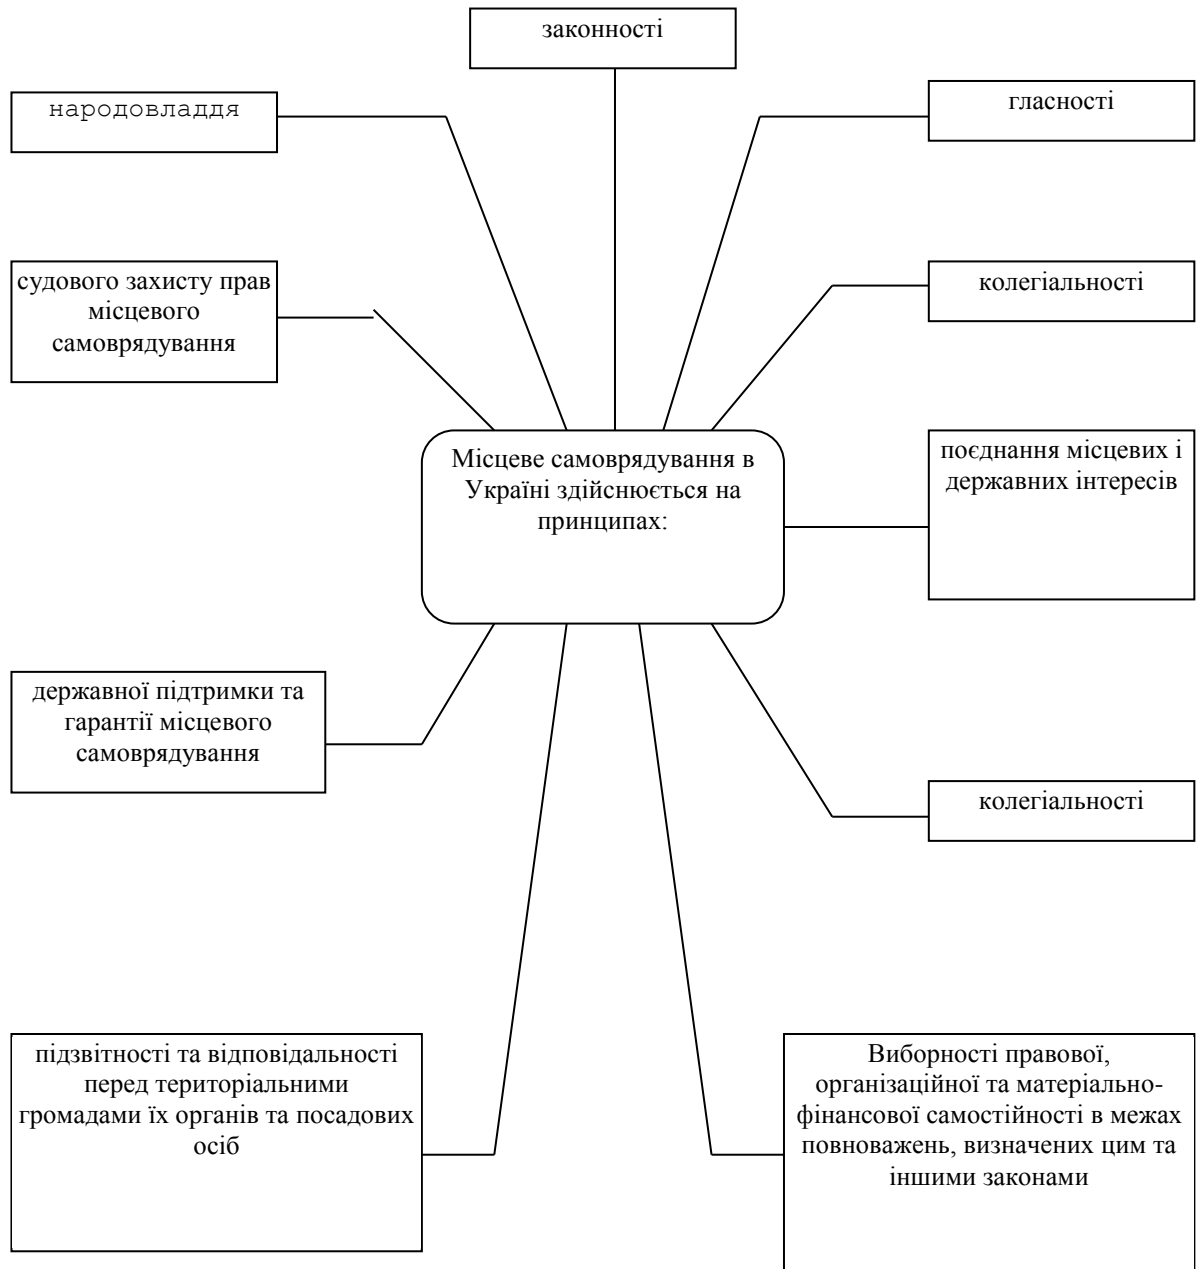 законності
народовладдя
гласності
судового захисту прав
місцевого
самоврядування
колегіальності
Місцеве самоврядування в
Україні здійснюється на
принципах:
поєднання місцевих і
державних інтересів
державної підтримки та
гарантії місцевого
самоврядування
колегіальності
підзвітності та відповідальності
перед територіальними
громадами їх органів та посадових
осіб
Виборності правової,
організаційної та матеріально-
фінансової самостійності в межах
повноважень, визначених цим та
іншими законами